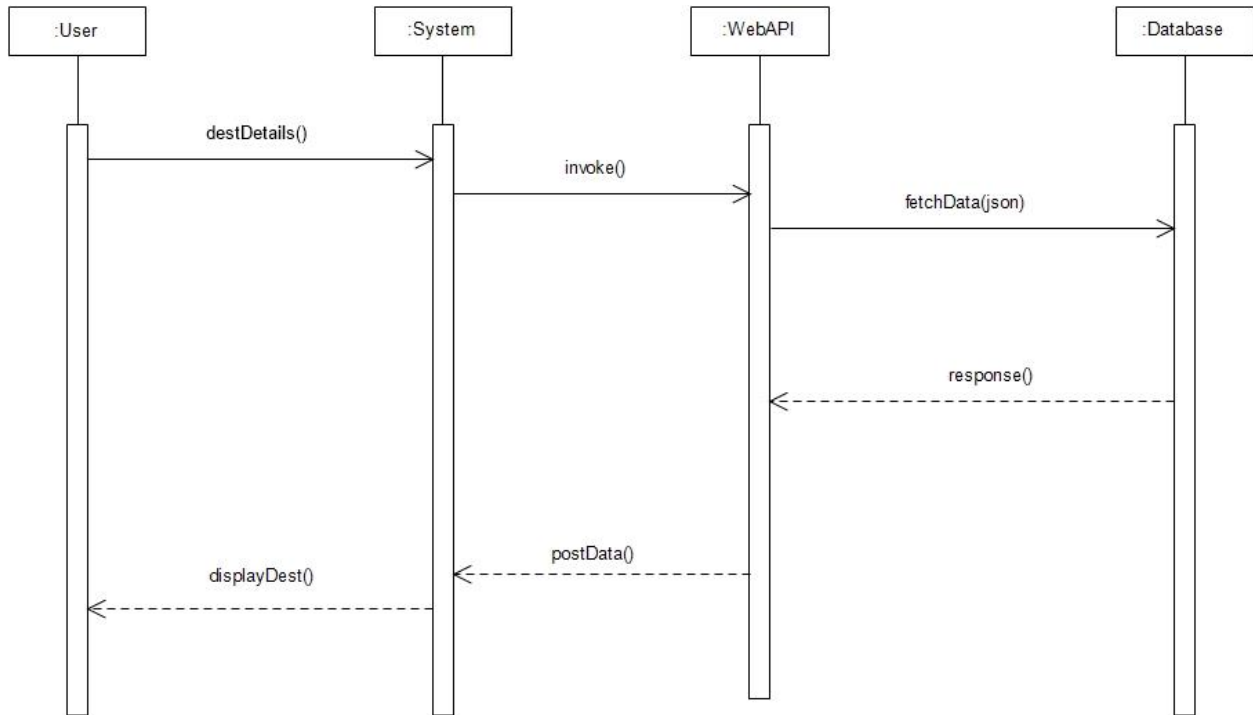 :User
:System
:WebAPI
:Database
destDetails()
invoke()
fetchData(json)
response()
postData()
displayDest()